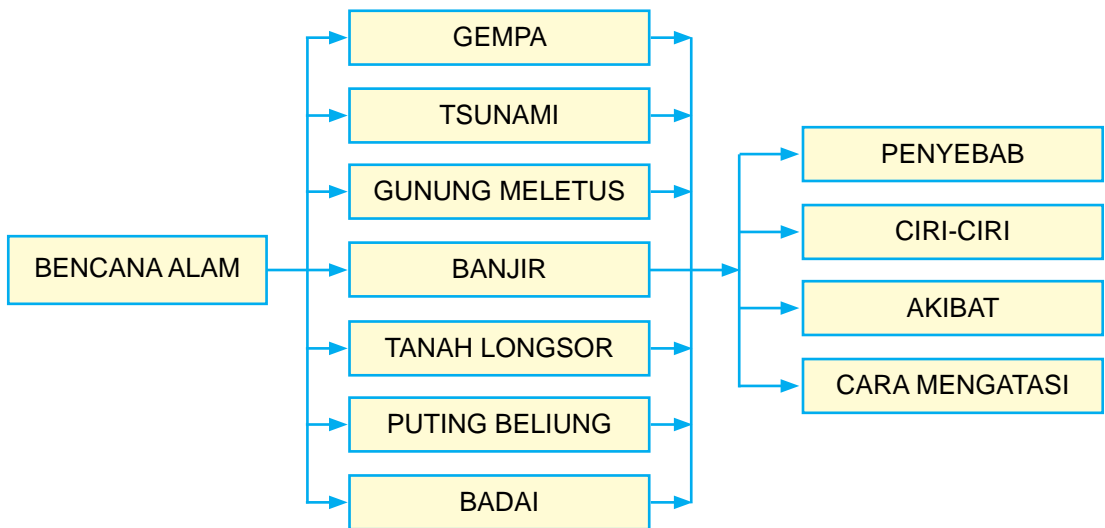 BENCANA ALAM
GEMPA
TSUNAMI
GUNUNG MELETUS
BANJIR
TANAH LONGSOR
PUTING BELIUNG
BADAI
PENYEBAB
CIRI-CIRI
AKIBAT
CARA MENGATASI